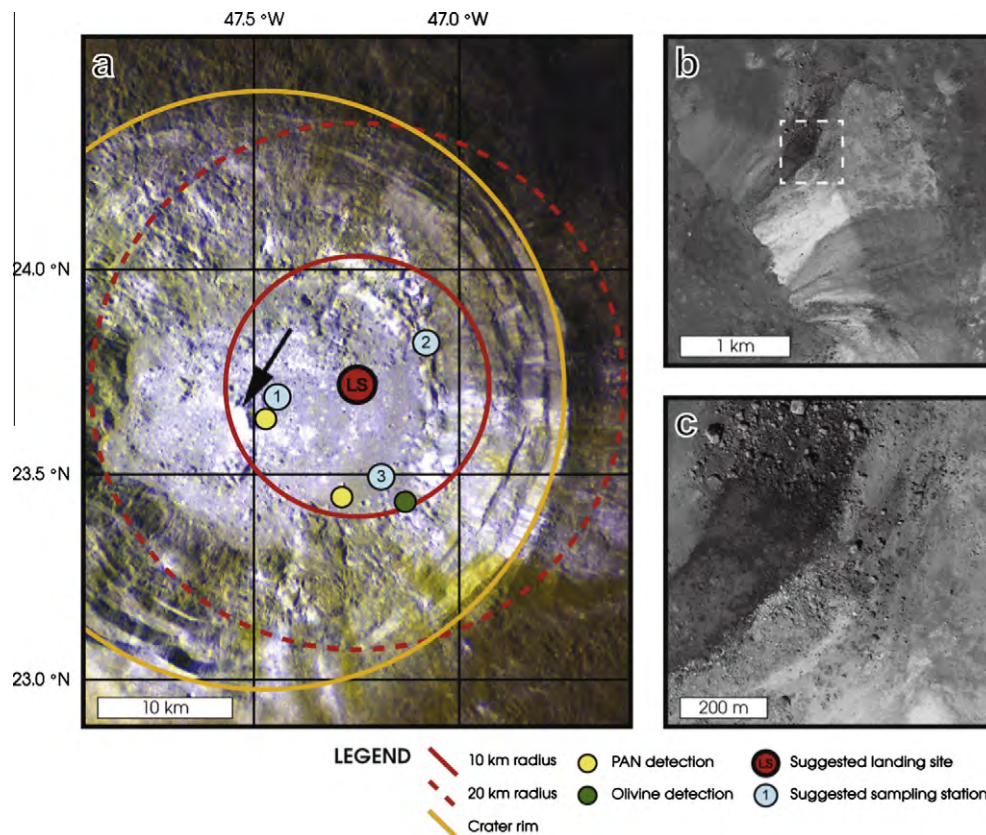 47.5 °W 47.0 °W
a
b
24.0 °N
2
1 km
LS
1
c
23.5 °N
3
23.0 °N
10 km
200 m
LEGEND
10 km radius PAN detection LS Suggested landing site
20 km radius Olivine detection 1 Suggested sampling station
Crater rim